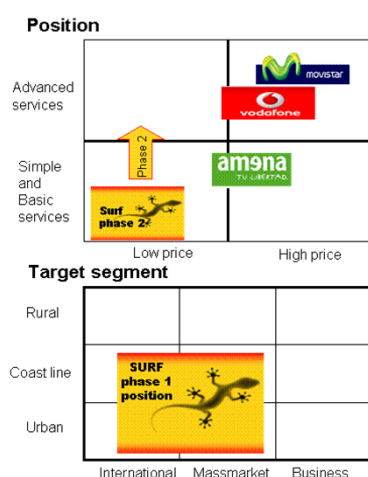 Position
Advanced
services
movistar
vodafone
Simple
and
Basic
services
Phase 2
amena
TU LIBERTAD.
Surf
phase 2
Low price
High price
Target segment
Rural
Coast line
Urban
SURF
phase 1
position
International
Massmarket
Business